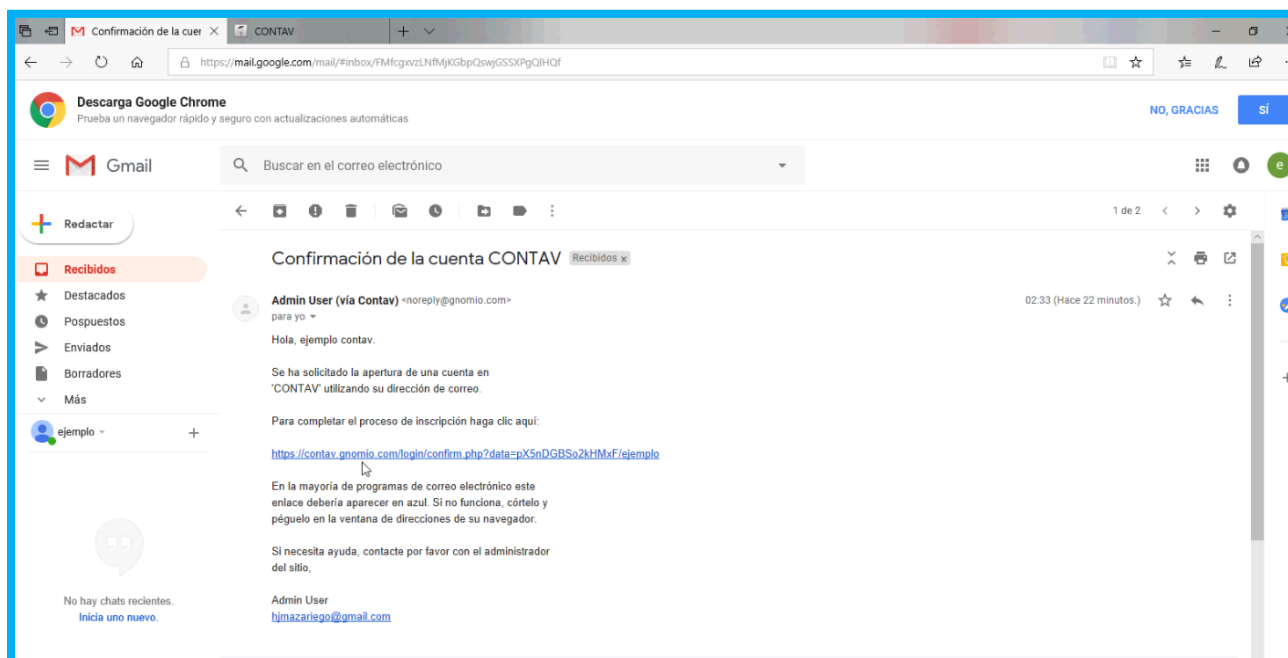 Confirmación de la cuer
CONTAV
https://mail.google.com/mail/#inbox/FMfcgxvzLNfMjKGbpQswjGSSXPgQlHQf
Descarga Google Chrome
Prueba un navegador rápido y seguro con actualizaciones automáticas
NO, GRACIAS
SÍ
Gmail
Buscar en el correo electrónico
e
Redactar
1 de 2
Recibidos
Destacados
Pospuestos
Enviados
Borradores
Más
ejemplo
Confirmación de la cuenta CONTAV
Recibidos x
Admin User (vía Contav) <noreply@gnomio.com>
02:33 (Hace 22 minutos.)
para yo
Hola, ejemplo contav.
Se ha solicitado la apertura de una cuenta en
'CONTAV' utilizando su dirección de correo.
Para completar el proceso de inscripción haga clic aquí:
https://contav.gnomio.com/login/confirm.php?data=pX5nDGBSo2kHMxF/ejemplo
En la mayoría de programas de correo electrónico este
enlace debería aparecer en azul. Si no funciona, córtelo y
péguelo en la ventana de direcciones de su navegador.
Si necesita ayuda, contacte por favor con el administrador
del sitio,
Admin User
hjmazariego@gmail.com
No hay chats recientes.
Inicia uno nuevo.